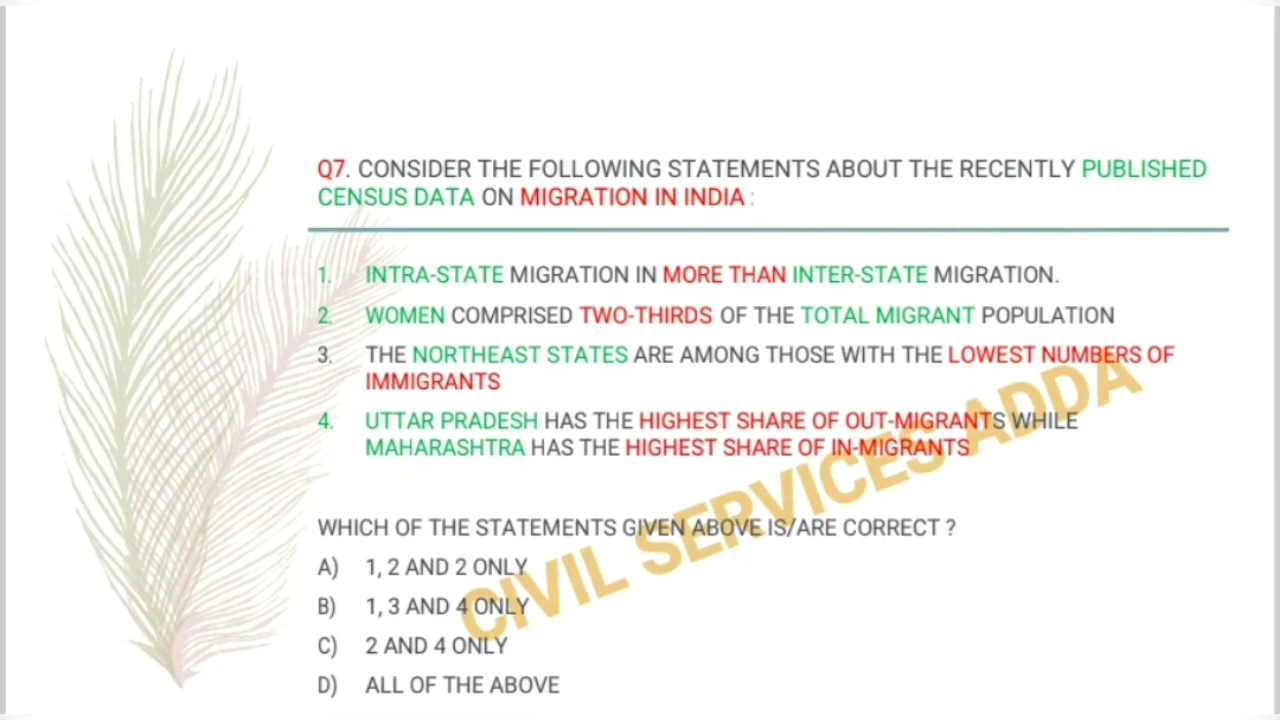 Q7. CONSIDER THE FOLLOWING STATEMENTS ABOUT THE RECENTLY PUBLISHED
CENSUS DATA ON MIGRATION IN INDIA :
1. INTRA-STATE MIGRATION IN MORE THAN INTER-STATE MIGRATION.
2. WOMEN COMPRISED TWO-THIRDS OF THE TOTAL MIGRANT POPULATION
3. THE NORTHEAST STATES ARE AMONG THOSE WITH THE LOWEST NUMBERS OF
IMMIGRANTS
4. UTTAR PRADESH HAS THE HIGHEST SHARE OF OUT-MIGRANTS WHILE
MAHARASHTRA HAS THE HIGHEST SHARE OF IN-MIGRANTS
WHICH OF THE STATEMENTS GIVEN ABOVE IS/ARE CORRECT ?
A) 1, 2 AND 2 ONLY
B) 1, 3 AND 4 ONLY
C) 2 AND 4 ONLY
D) ALL OF THE ABOVE
CIVIL SERVICES ADDA